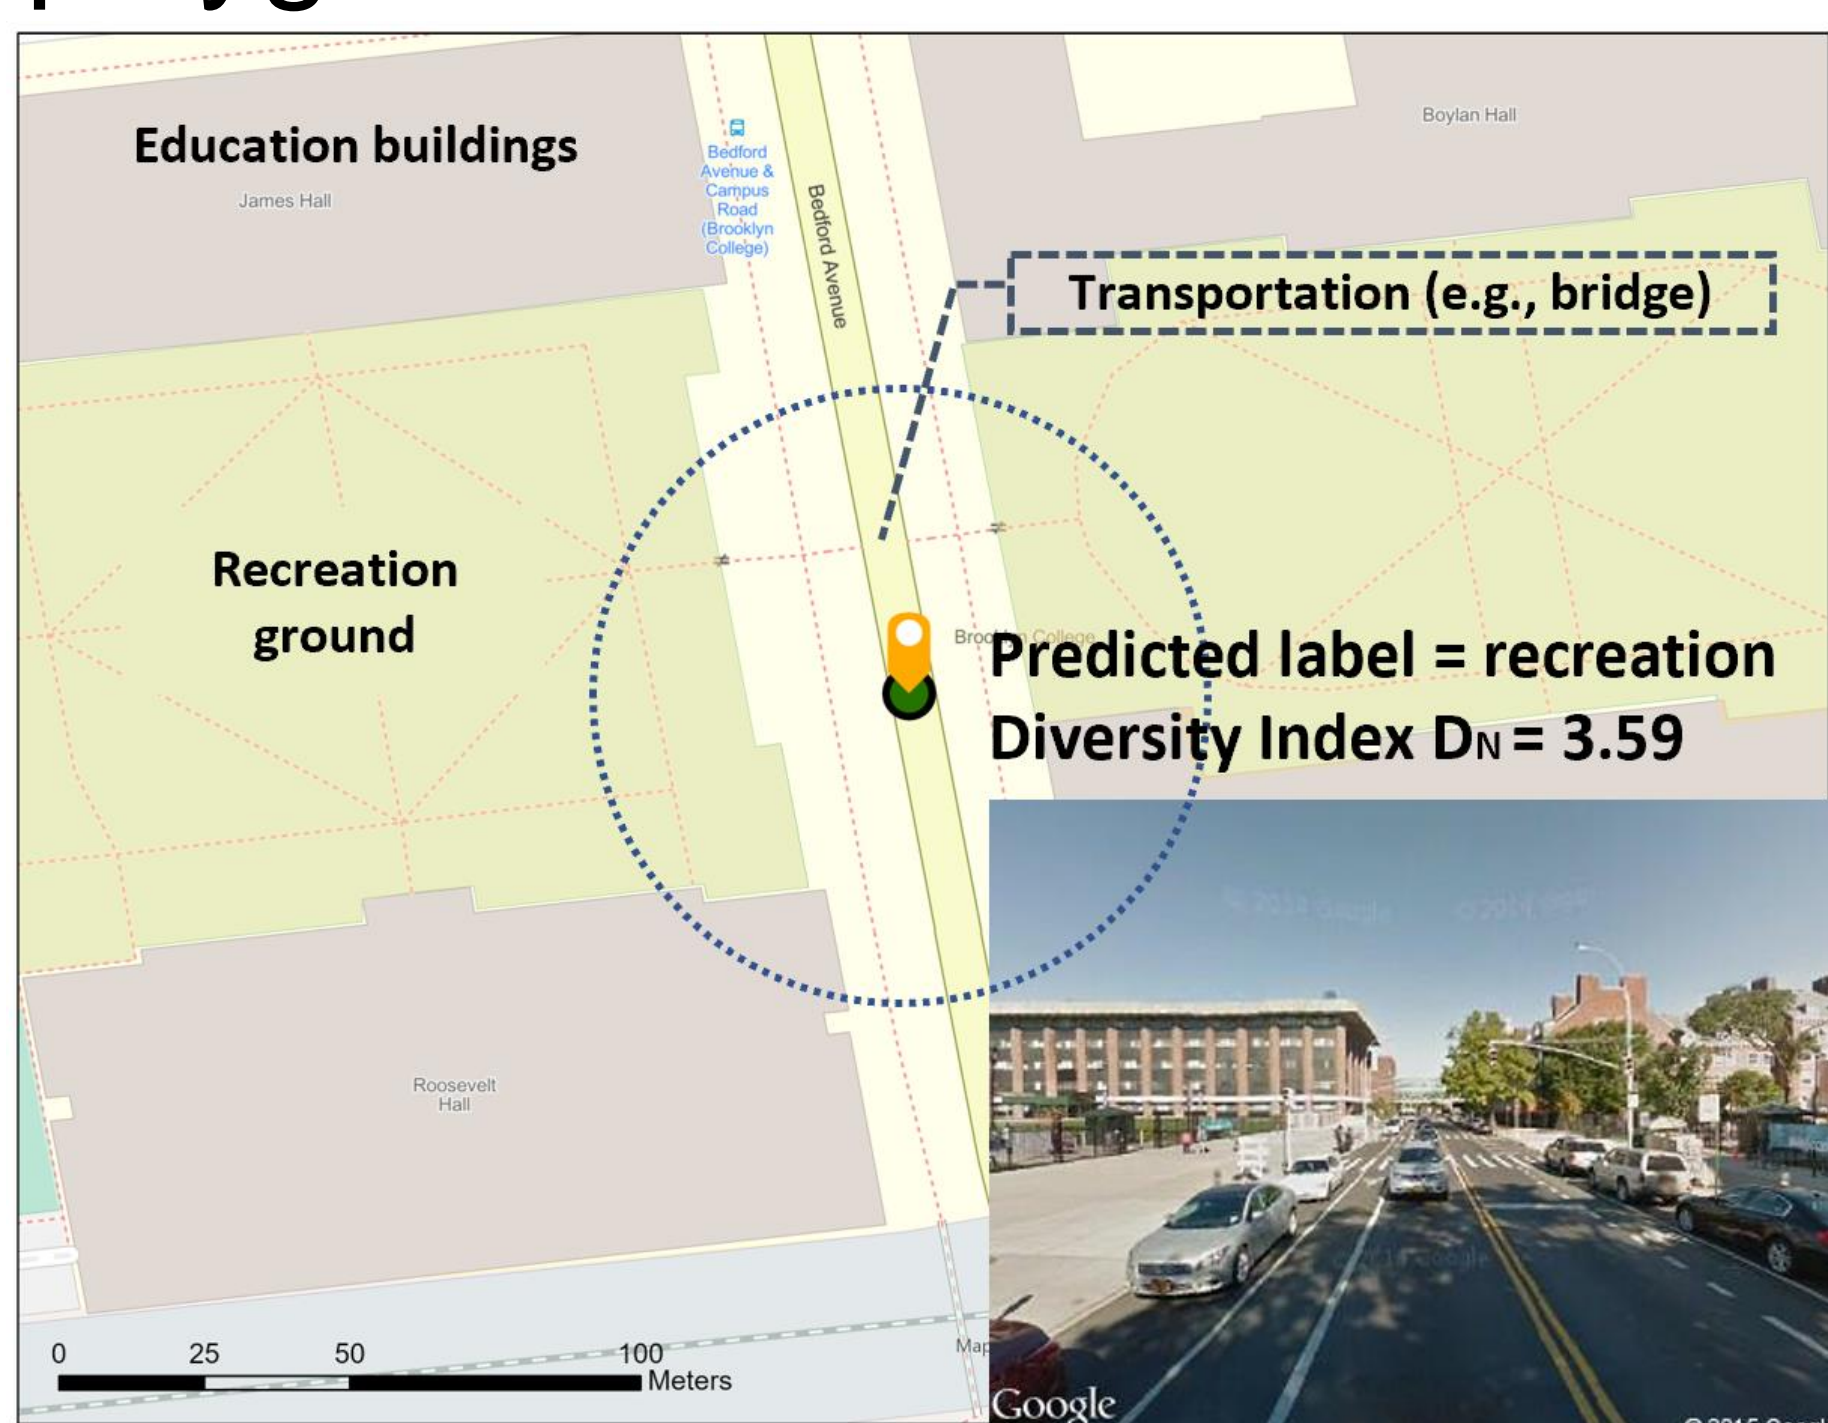 Education buildings
James Hall
Bedford
Avenue &
Campus
Road
(Brooklyn
College)
Bedford Avenue
Boylan Hall
Transportation (e.g., bridge)
Recreation
ground
Predicted label = recreation
Diversity Index DN = 3.59
Roosevelt
Hall
0 25 50 100
Meters
Map
Google